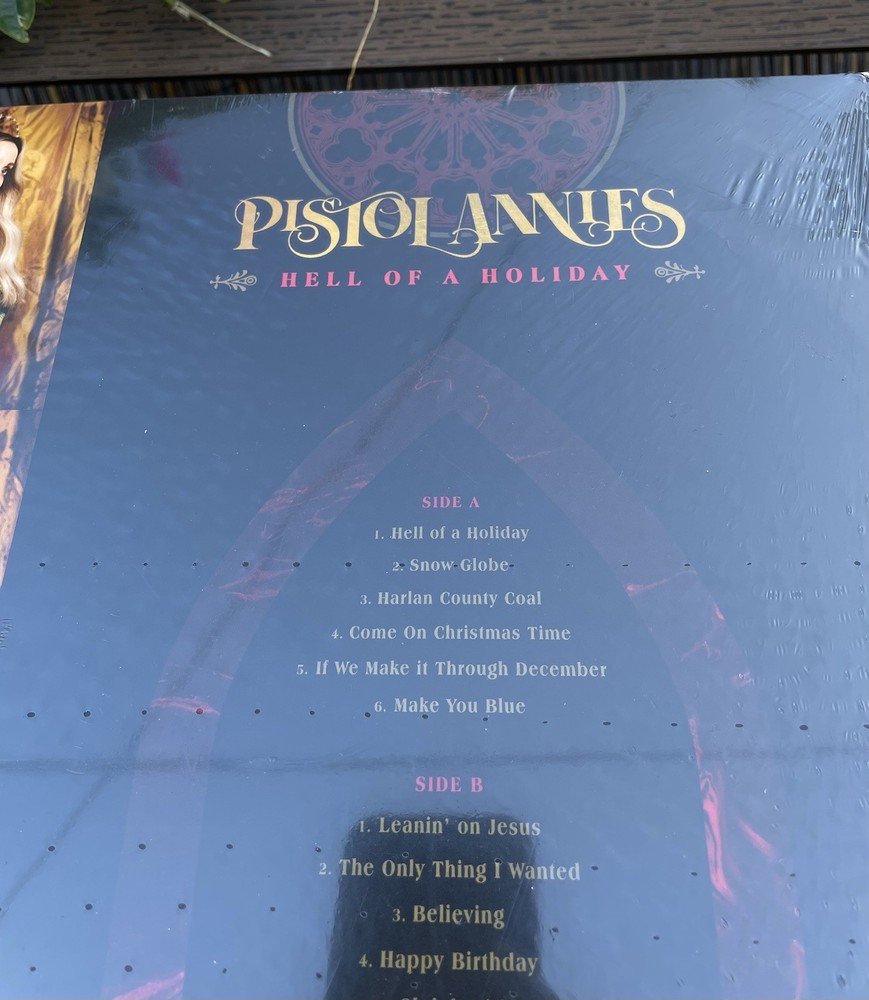 PISTOL ANNIES
HELL OF A HOLIDAY
SIDE A
1. Hell of a Holiday
2. Snow Globe
3. Harlan County Coal
4. Come On Christmas Time
5. If We Make it Through December
6. Make You Blue
SIDE B
1. Leanin' on Jesus
2. The Only Thing I Wanted
3. Believing
4. Happy Birthday